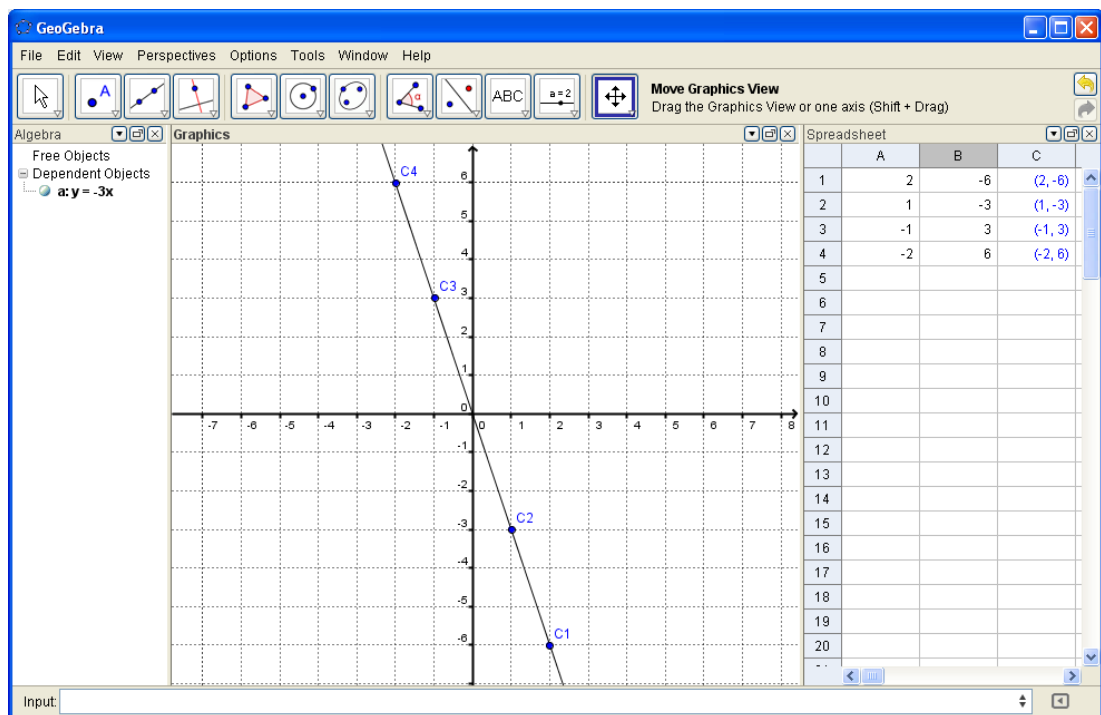 GeoGebra
File Edit View Perspectives Options Tools Window Help
A
α
ABC
a=2
Move Graphics View
Drag the Graphics View or one axis (Shift + Drag)
Algebra
Free Objects
Dependent Objects
a: y = -3x
Graphics
C4
6
5
4
C3
3
2
1
0
-7 -6 -5 -4 -3 -2 -1 0 1 2 3 4 5 6 7 8
-1
-2
-3
C2
-4
-5
-6
C1
Spreadsheet
A B C
1 2 -6 (2, -6)
2 1 -3 (1, -3)
3 -1 3 (-1, 3)
4 -2 6 (-2, 6)
5
6
7
8
9
10
11
12
13
14
15
16
17
18
19
20
Input: